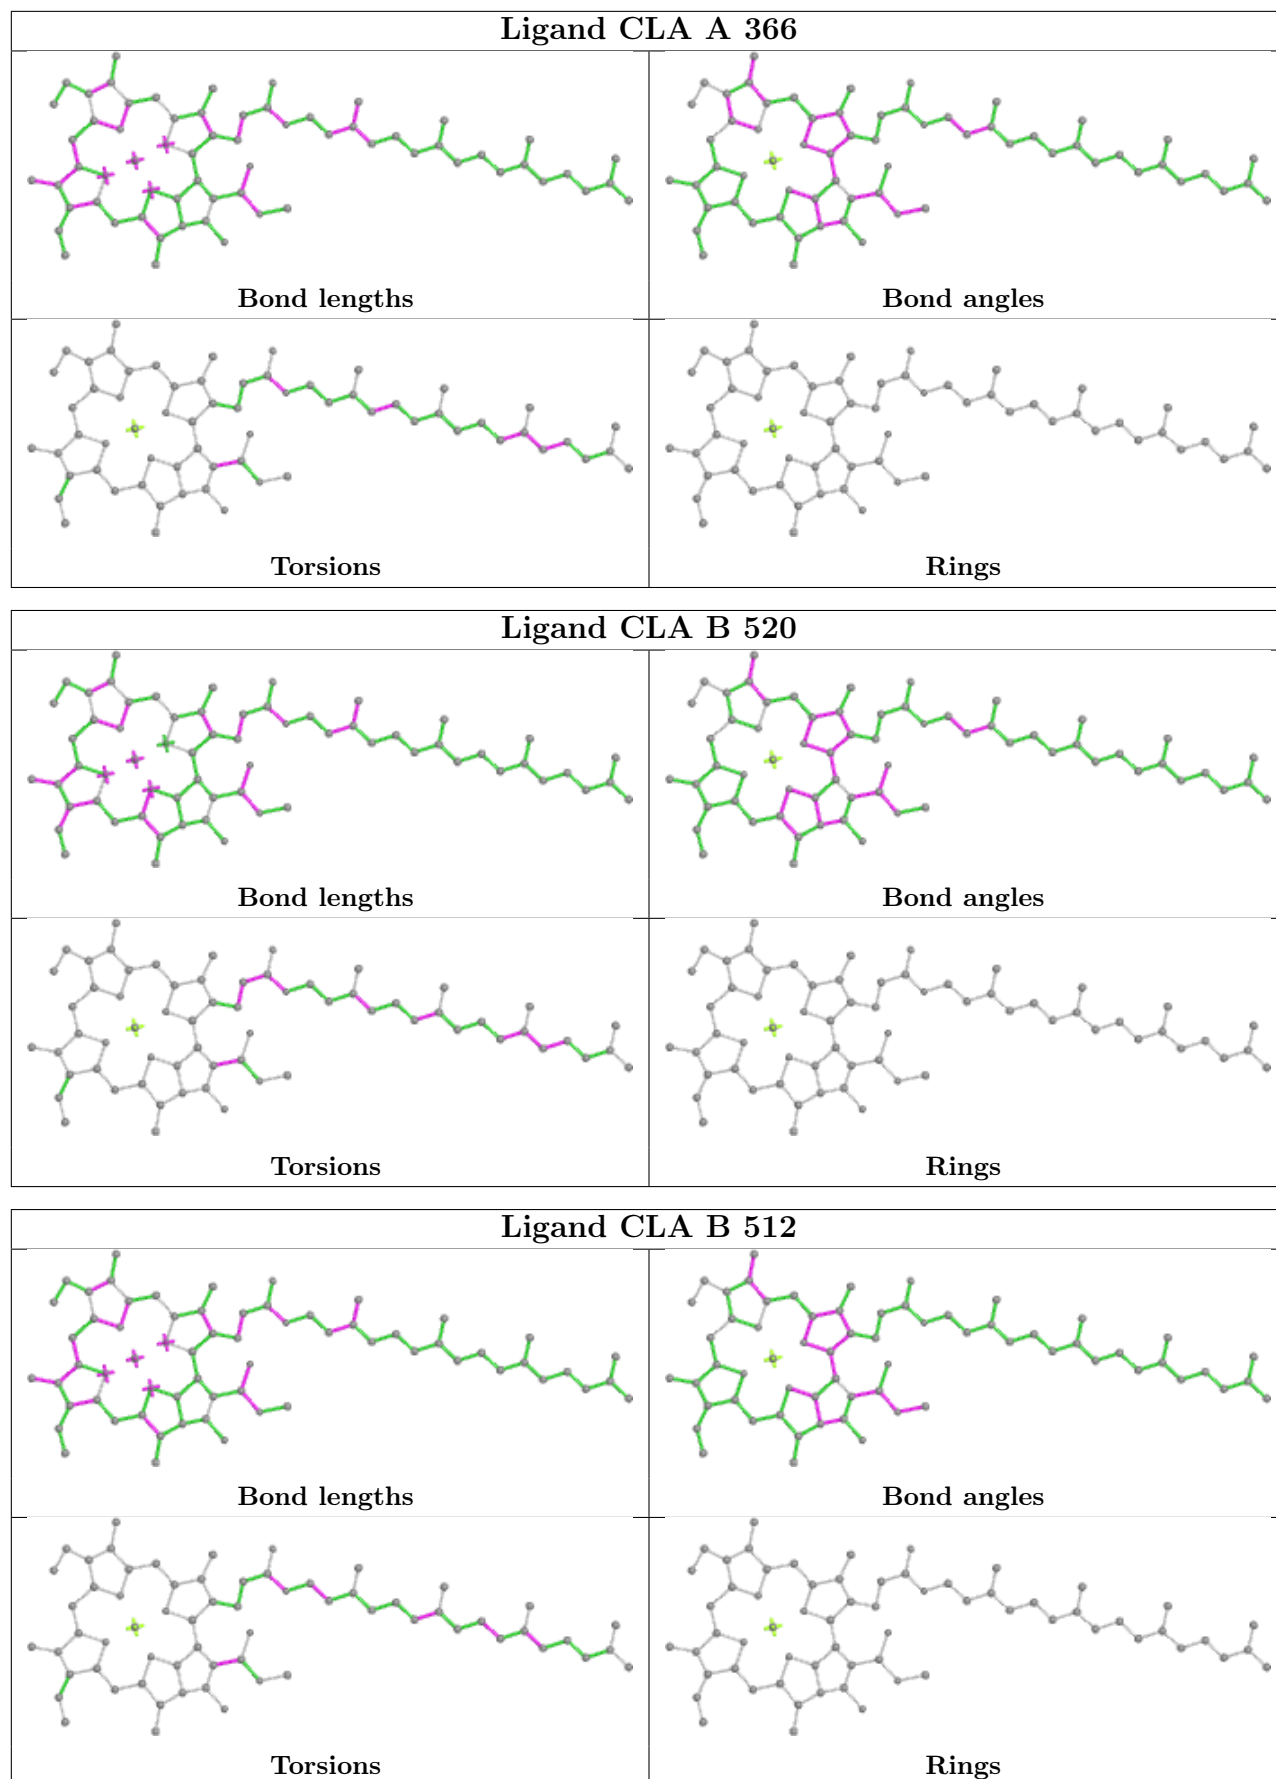 Ligand CLA A 366
Bond lengths
Bond angles
Torsions
Rings
Ligand CLA B 520
Bond lengths
Bond angles
Torsions
Rings
Ligand CLA B 512
Bond lengths
Bond angles
Torsions
Rings